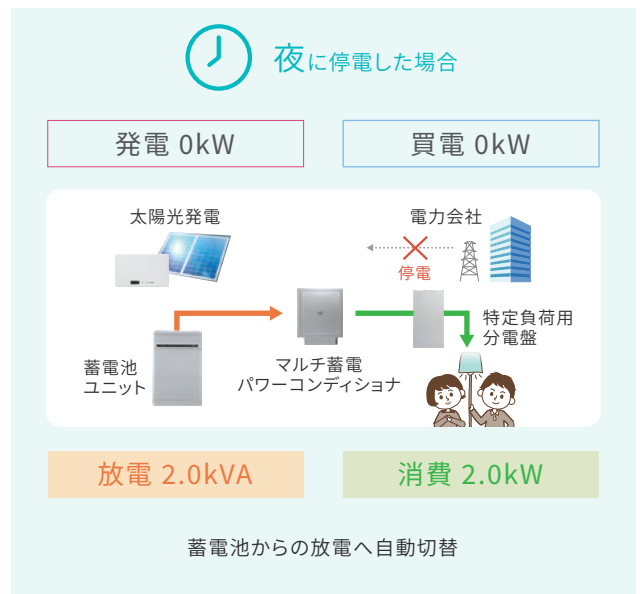 夜に停電した場合
発電 0kW
買電 0kW
太陽光発電
電力会社
停電
特定負荷用
分電盤
蓄電池
ユニット
マルチ蓄電
パワーコンディショナ
放電 2.0kVA
消費 2.0kW
蓄電池からの放電へ自動切替